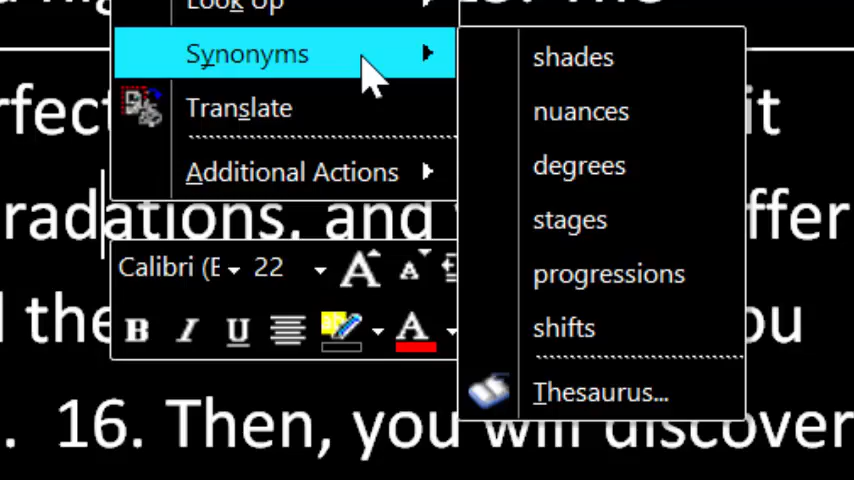 Look Up
Synonyms
Translate
Additional Actions
shades
nuances
degrees
stages
progressions
shifts
Thesaurus...
it
radations, and
ffer
the
ou
Calibri (E 22 A A
B I U ab A
. 16. Then, you will discover